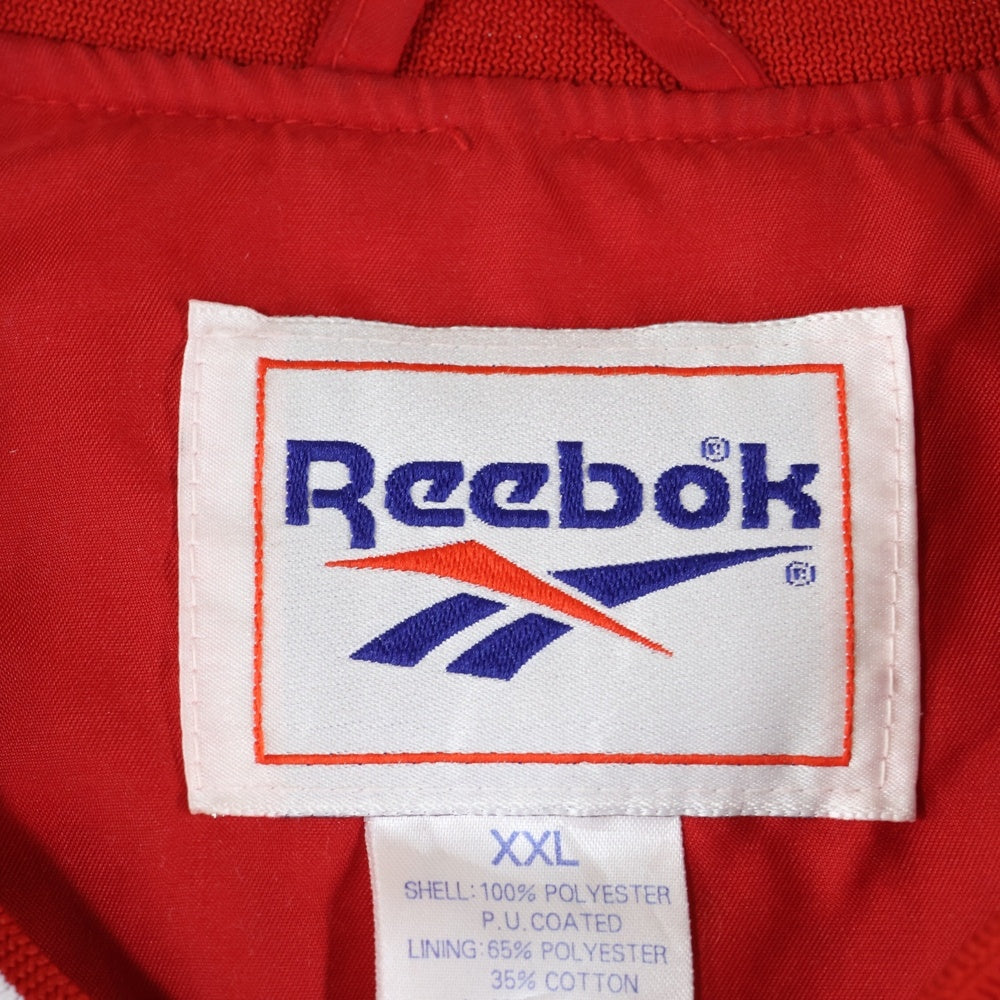 Reebok®
®
XXL
SHELL: 100% POLYESTER
P.U. COATED
LINING: 65% POLYESTER
35% COTTON